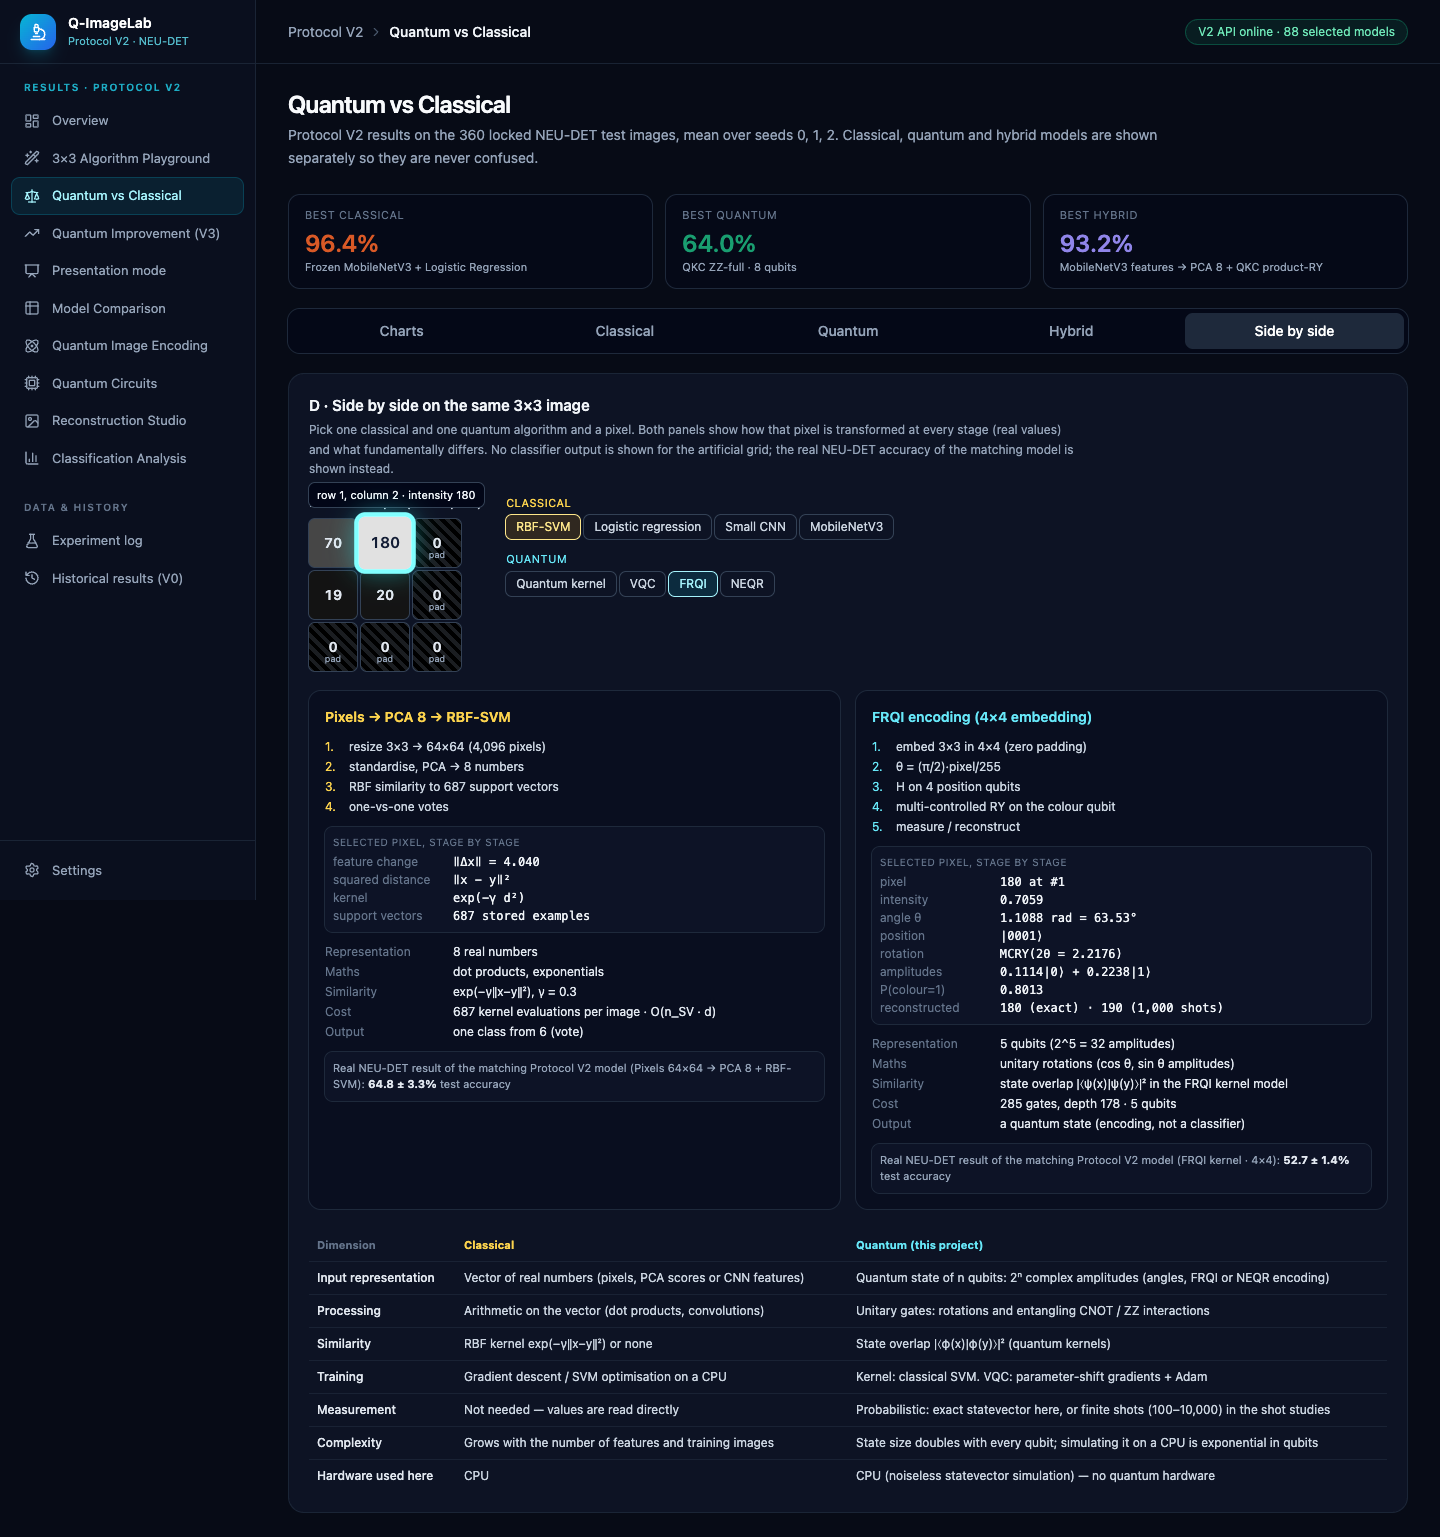 Q-ImageLab
Protocol V2 · NEU-DET
RESULTS · PROTOCOL V2
Overview
3×3 Algorithm Playground
Quantum vs Classical
Quantum Improvement (V3)
Presentation mode
Model Comparison
Quantum Image Encoding
Quantum Circuits
Reconstruction Studio
Classification Analysis
DATA & HISTORY
Experiment log
Historical results (V0)
Settings
Protocol V2 > Quantum vs Classical
V2 API online · 88 selected models
Quantum vs Classical
Protocol V2 results on the 360 locked NEU-DET test images, mean over seeds 0, 1, 2. Classical, quantum and hybrid models are shown
separately so they are never confused.
BEST CLASSICAL
96.4%
Frozen MobileNetV3 + Logistic Regression
BEST QUANTUM
64.0%
QKC ZZ-full · 8 qubits
BEST HYBRID
93.2%
MobileNetV3 features → PCA 8 + QKC product-RY
Charts Classical Quantum Hybrid Side by side
D · Side by side on the same 3×3 image
Pick one classical and one quantum algorithm and a pixel. Both panels show how that pixel is transformed at every stage (real values)
and what fundamentally differs. No classifier output is shown for the artificial grid; the real NEU-DET accuracy of the matching model is
shown instead.
row 1, column 2 · intensity 180
70 180 0
pad
19 20 0
pad
0 0 0
pad pad pad
CLASSICAL
RBF-SVM Logistic regression Small CNN MobileNetV3
QUANTUM
Quantum kernel VQC FRQI NEQR
Pixels → PCA 8 → RBF-SVM
1. resize 3×3 → 64×64 (4,096 pixels)
2. standardise, PCA → 8 numbers
3. RBF similarity to 687 support vectors
4. one-vs-one votes
SELECTED PIXEL, STAGE BY STAGE
feature change ‖Δx‖ = 4.040
squared distance ‖x − y‖²
kernel exp(−γ d²)
support vectors 687 stored examples
Representation 8 real numbers
Maths dot products, exponentials
Similarity exp(−γ‖x−y‖²), γ = 0.3
Cost 687 kernel evaluations per image · O(n_SV · d)
Output one class from 6 (vote)
Real NEU-DET result of the matching Protocol V2 model (Pixels 64×64 → PCA 8 + RBF-
SVM): 64.8 ± 3.3% test accuracy
FRQI encoding (4×4 embedding)
1. embed 3×3 in 4×4 (zero padding)
2. θ = (π/2)·pixel/255
3. H on 4 position qubits
4. multi-controlled RY on the colour qubit
5. measure / reconstruct
SELECTED PIXEL, STAGE BY STAGE
pixel 180 at #1
intensity 0.7059
angle θ 1.1088 rad = 63.53°
position |0001⟩
rotation MCRY(2θ = 2.2176)
amplitudes 0.1114|0⟩ + 0.2238|1⟩
P(colour=1) 0.8013
reconstructed 180 (exact) · 190 (1,000 shots)
Representation 5 qubits (2^5 = 32 amplitudes)
Maths unitary rotations (cos θ, sin θ amplitudes)
Similarity state overlap |⟨ψ(x)|ψ(y)⟩|² in the FRQI kernel model
Cost 285 gates, depth 178 · 5 qubits
Output a quantum state (encoding, not a classifier)
Real NEU-DET result of the matching Protocol V2 model (FRQI kernel · 4×4): 52.7 ± 1.4%
test accuracy
Dimension Classical Quantum (this project)
Input representation Vector of real numbers (pixels, PCA scores or CNN features) Quantum state of n qubits: 2ⁿ complex amplitudes (angles, FRQI or NEQR encoding)
Processing Arithmetic on the vector (dot products, convolutions) Unitary gates: rotations and entangling CNOT / ZZ interactions
Similarity RBF kernel exp(−γ‖x−y‖²) or none State overlap |⟨φ(x)|φ(y)⟩|² (quantum kernels)
Training Gradient descent / SVM optimisation on a CPU Kernel: classical SVM. VQC: parameter-shift gradients + Adam
Measurement Not needed — values are read directly Probabilistic: exact statevector here, or finite shots (100–10,000) in the shot studies
Complexity Grows with the number of features and training images State size doubles with every qubit; simulating it on a CPU is exponential in qubits
Hardware used here CPU CPU (noiseless statevector simulation) — no quantum hardware